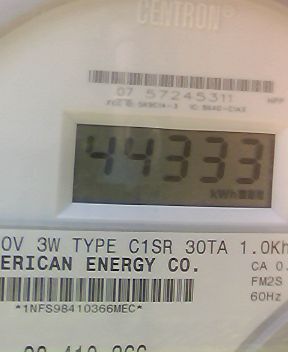 CENTRON®
07 57245311
44333
kWh
0V 3W TYPE C1SR 30TA 1.0Kh
ERICAN ENERGY CO.
CA 0.
FM2S
60Hz
*1NFS98410366MEC*